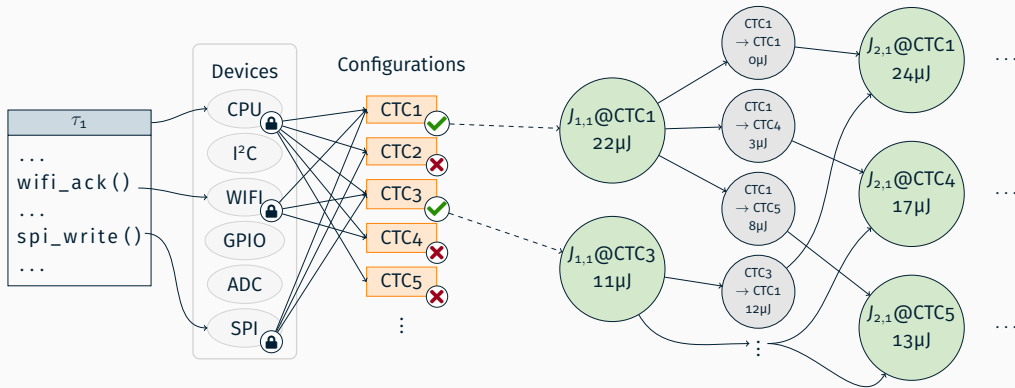 τ₁
...
wifi_ack()
...
spi_write()
...
Devices
CPU
I²C
WIFI
GPIO
ADC
SPI
Configurations
CTC1
CTC2
CTC3
CTC4
CTC5
⋮
J₁,₁@CTC1
22µJ
J₁,₁@CTC3
11µJ
CTC1
→ CTC1
0µJ
CTC1
→ CTC4
3µJ
CTC1
→ CTC5
8µJ
CTC3
→ CTC1
12µJ
⋮
J₂,₁@CTC1
24µJ
J₂,₁@CTC4
17µJ
J₂,₁@CTC5
13µJ
...
...
...